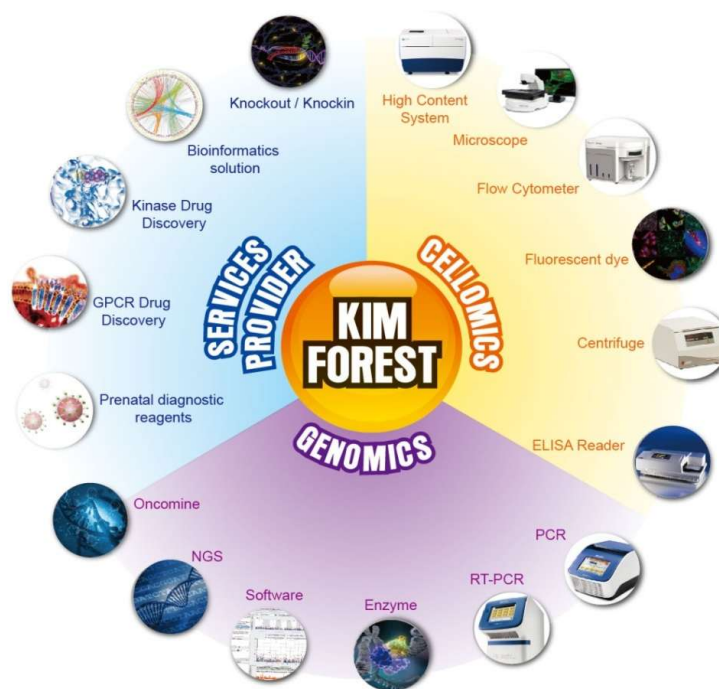 Knockout / Knockin
Bioinformatics
solution
Kinase Drug
Discovery
GPCR Drug
Discovery
Prenatal diagnostic
reagents
SERVICES
PROVIDER
High Content
System
Microscope
Flow Cytometer
Fluorescent dye
Centrifuge
ELISA Reader
CELLOMICS
KIM
FOREST
GENOMICS
Oncomine
NGS
Software
Enzyme
RT-PCR
PCR